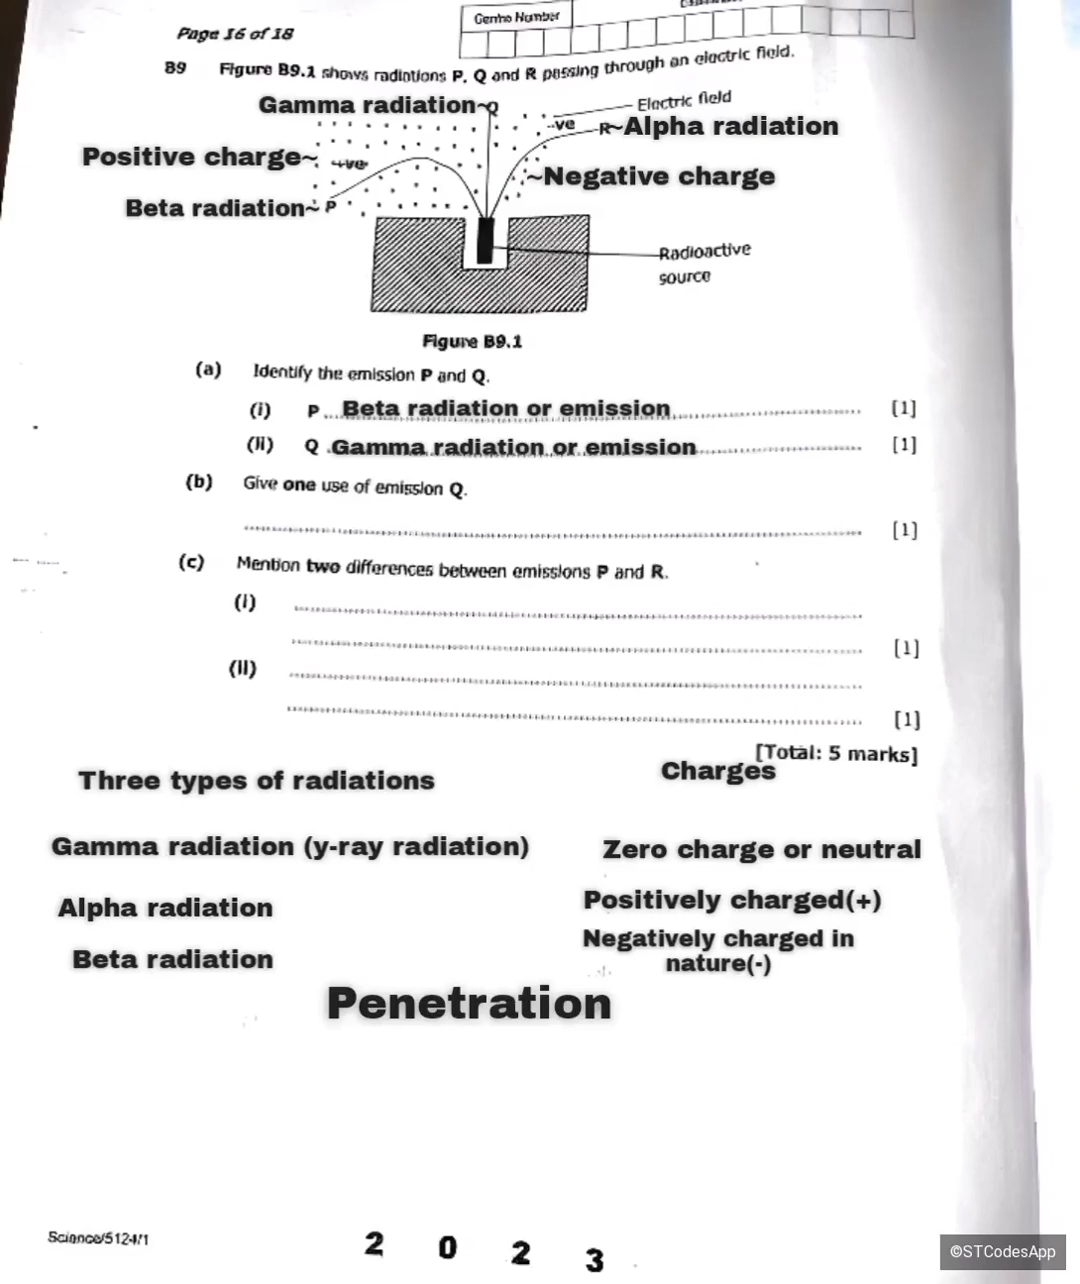 Centre Number
Page 16 of 18
B9 Figure B9.1 shows radiations P, Q and R passing through an electric field.
Gamma radiation~Q
Electric field
-ve R~Alpha radiation
Positive charge~ +ve
~Negative charge
Beta radiation~ P
Radioactive
source
Figure B9.1
(a) Identify the emission P and Q.
(i) P Beta radiation or emission [1]
(ii) Q Gamma radiation or emission [1]
(b) Give one use of emission Q.
[1]
(c) Mention two differences between emissions P and R.
(i)
[1]
(ii)
[1]
[Total: 5 marks]
Three types of radiations Charges
Gamma radiation (y-ray radiation) Zero charge or neutral
Alpha radiation Positively charged(+)
Beta radiation Negatively charged in
nature(-)
Penetration
Science/5124/1
2 0 2 3
©STCodesApp